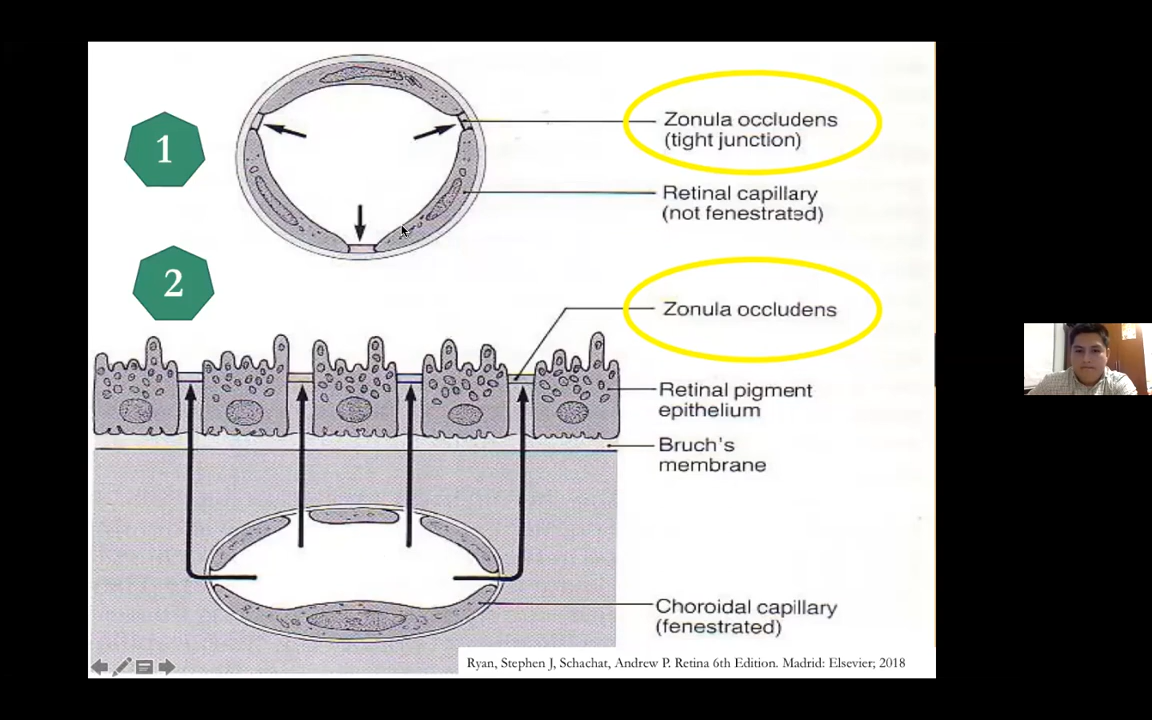 1
Zonula occludens
(tight junction)
Retinal capillary
(not fenestrated)
2
Zonula occludens
Retinal pigment
epithelium
Bruch's
membrane
Choroidal capillary
(fenestrated)
Ryan, Stephen J, Schachat, Andrew P. Retina 6th Edition. Madrid: Elsevier; 2018